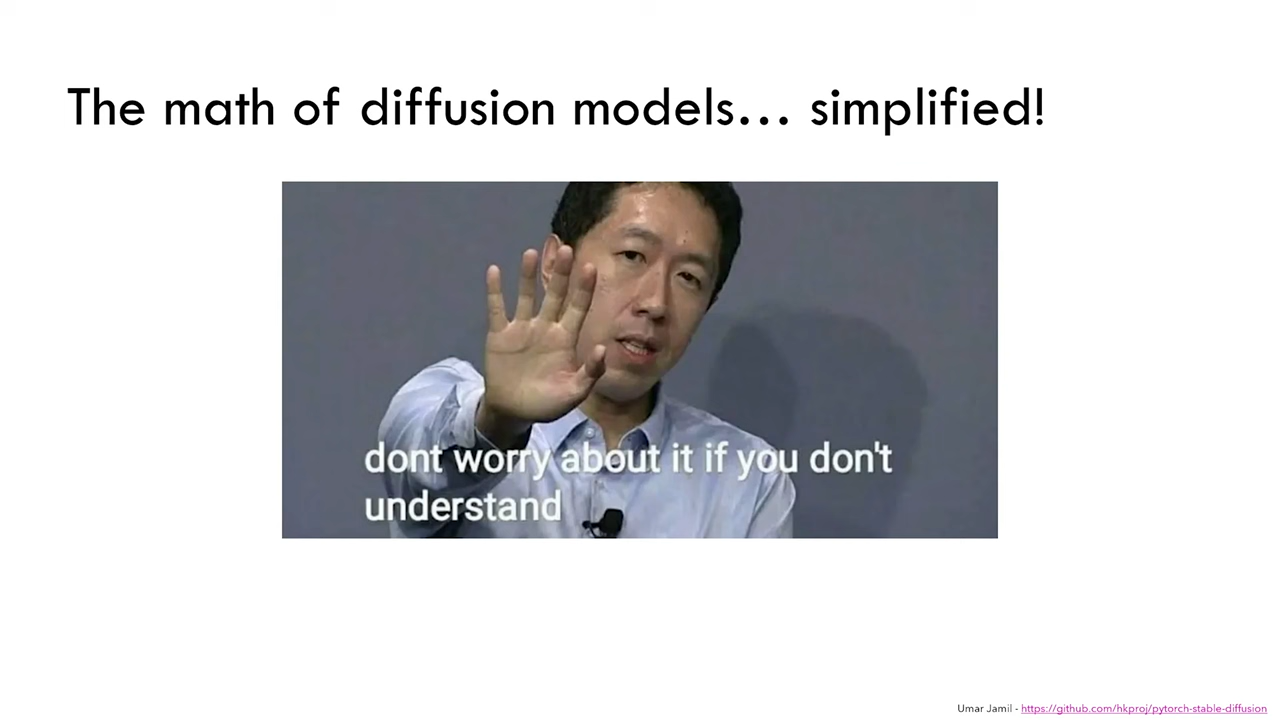 The math of diffusion models… simplified!
dont worry about it if you don't
understand
Umar Jamil - https://github.com/hkproj/pytorch-stable-diffusion